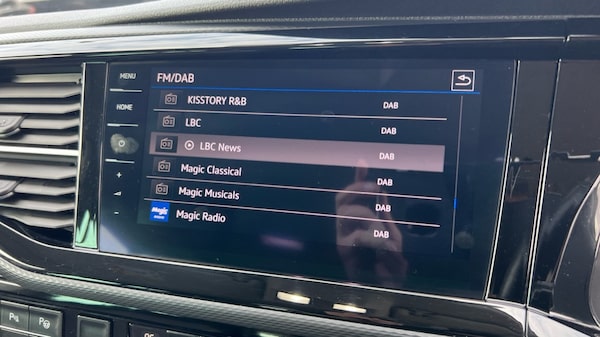 MENU
FM/DAB
HOME
KISSTORY R&B DAB
LBC DAB
LBC News DAB
Magic Classical DAB
Magic Musicals DAB
Magic
Magic Radio DAB
P
P